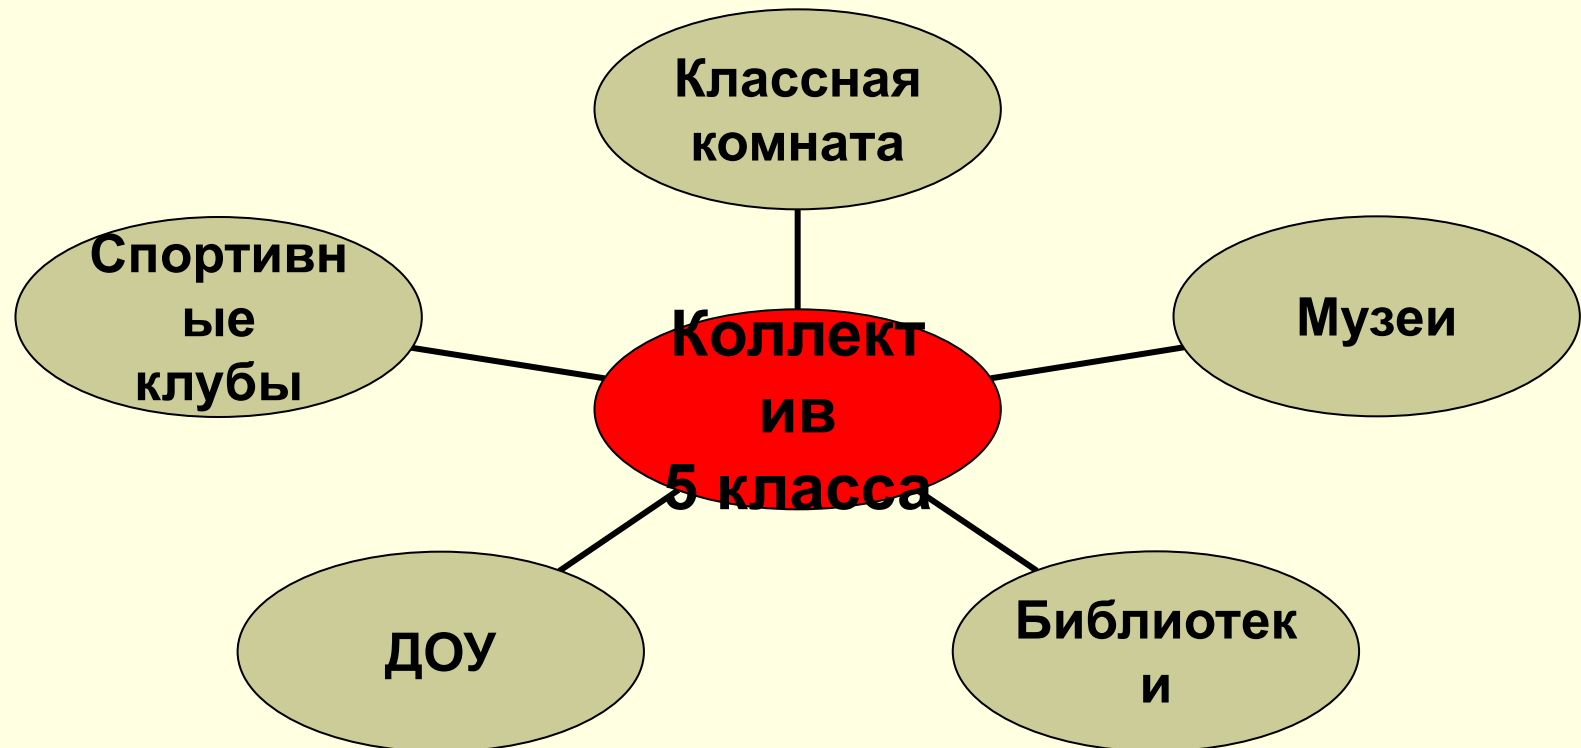 Классная
комната
Спортивн
ые
клубы
Музеи
Коллект
ив
5 класса
ДОУ
Библиотек
и